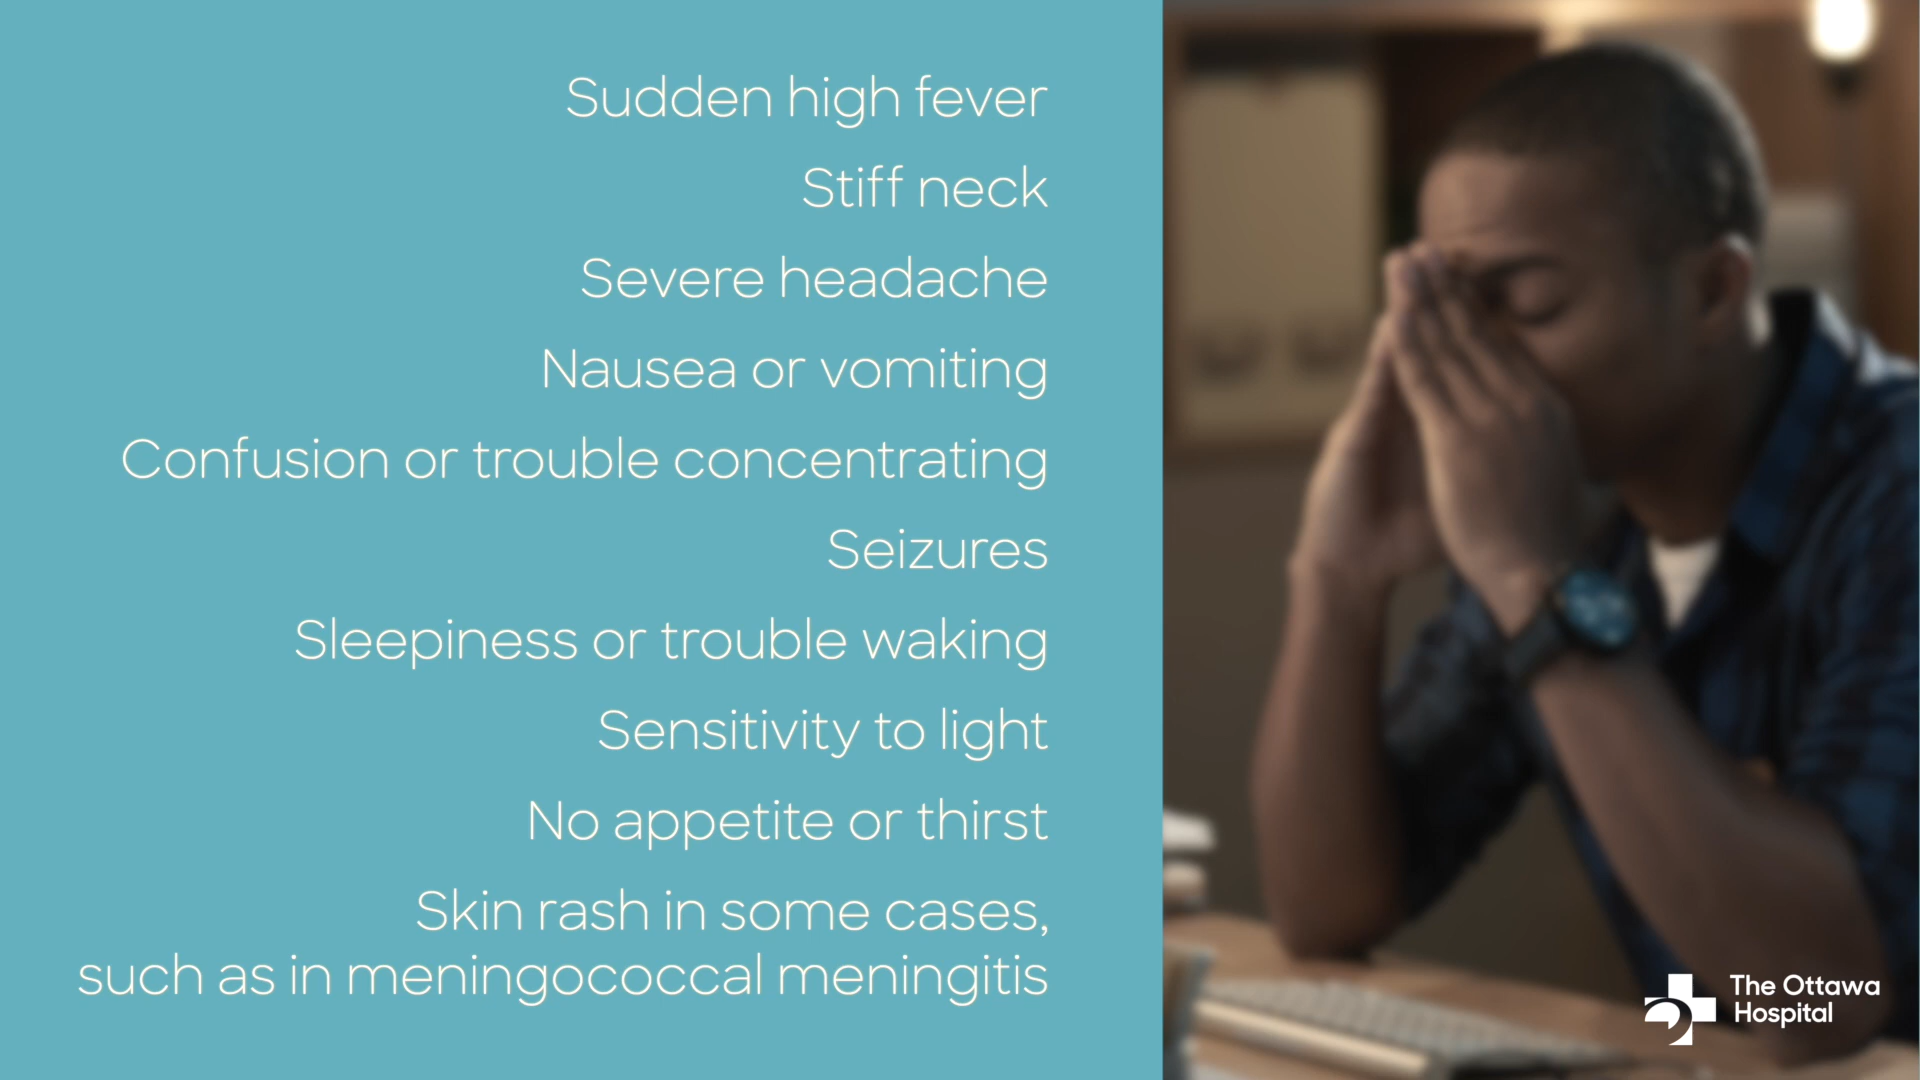 Sudden high fever
Stiff neck
Severe headache
Nausea or vomiting
Confusion or trouble concentrating
Seizures
Sleepiness or trouble waking
Sensitivity to light
No appetite or thirst
Skin rash in some cases,
such as in meningococcal meningitis
The Ottawa
Hospital